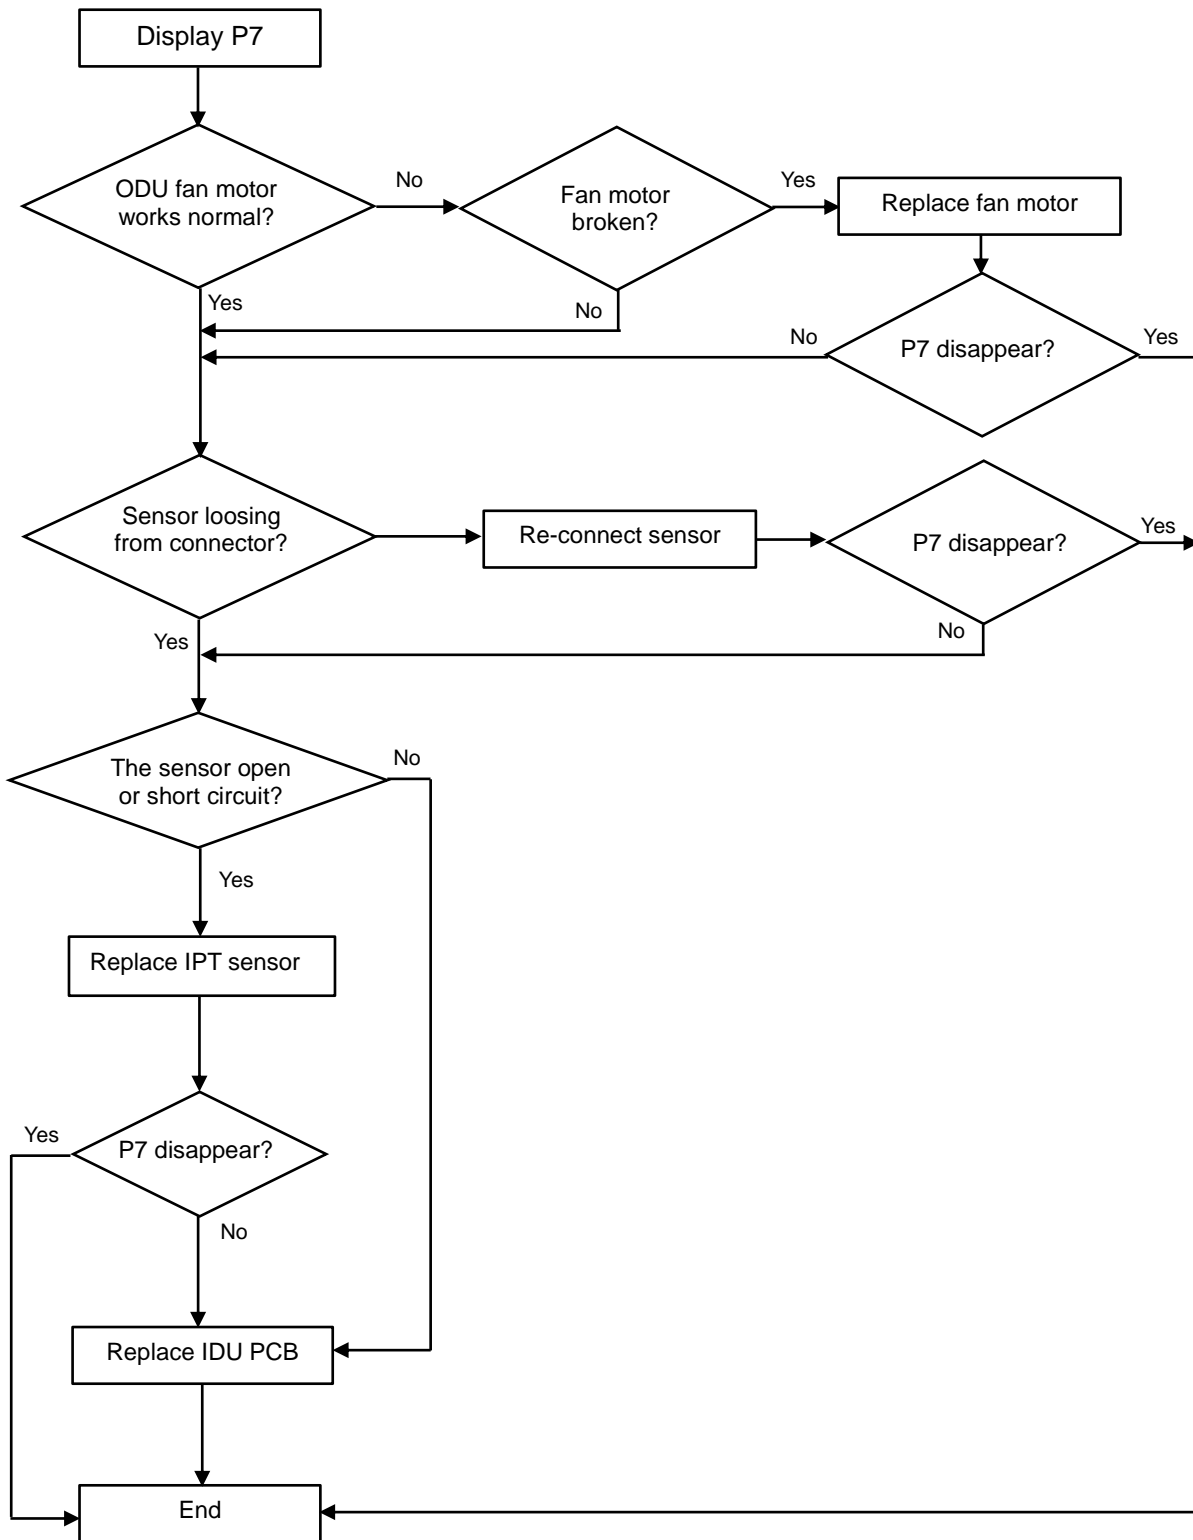 Display P7
ODU fan motor
works normal?
No
Fan motor
broken?
Yes
Replace fan motor
Yes
No
No
P7 disappear?
Yes
Sensor loosing
from connector?
Re-connect sensor
P7 disappear?
Yes
Yes
No
The sensor open
or short circuit?
No
Yes
Replace IPT sensor
Yes
P7 disappear?
No
Replace IDU PCB
End